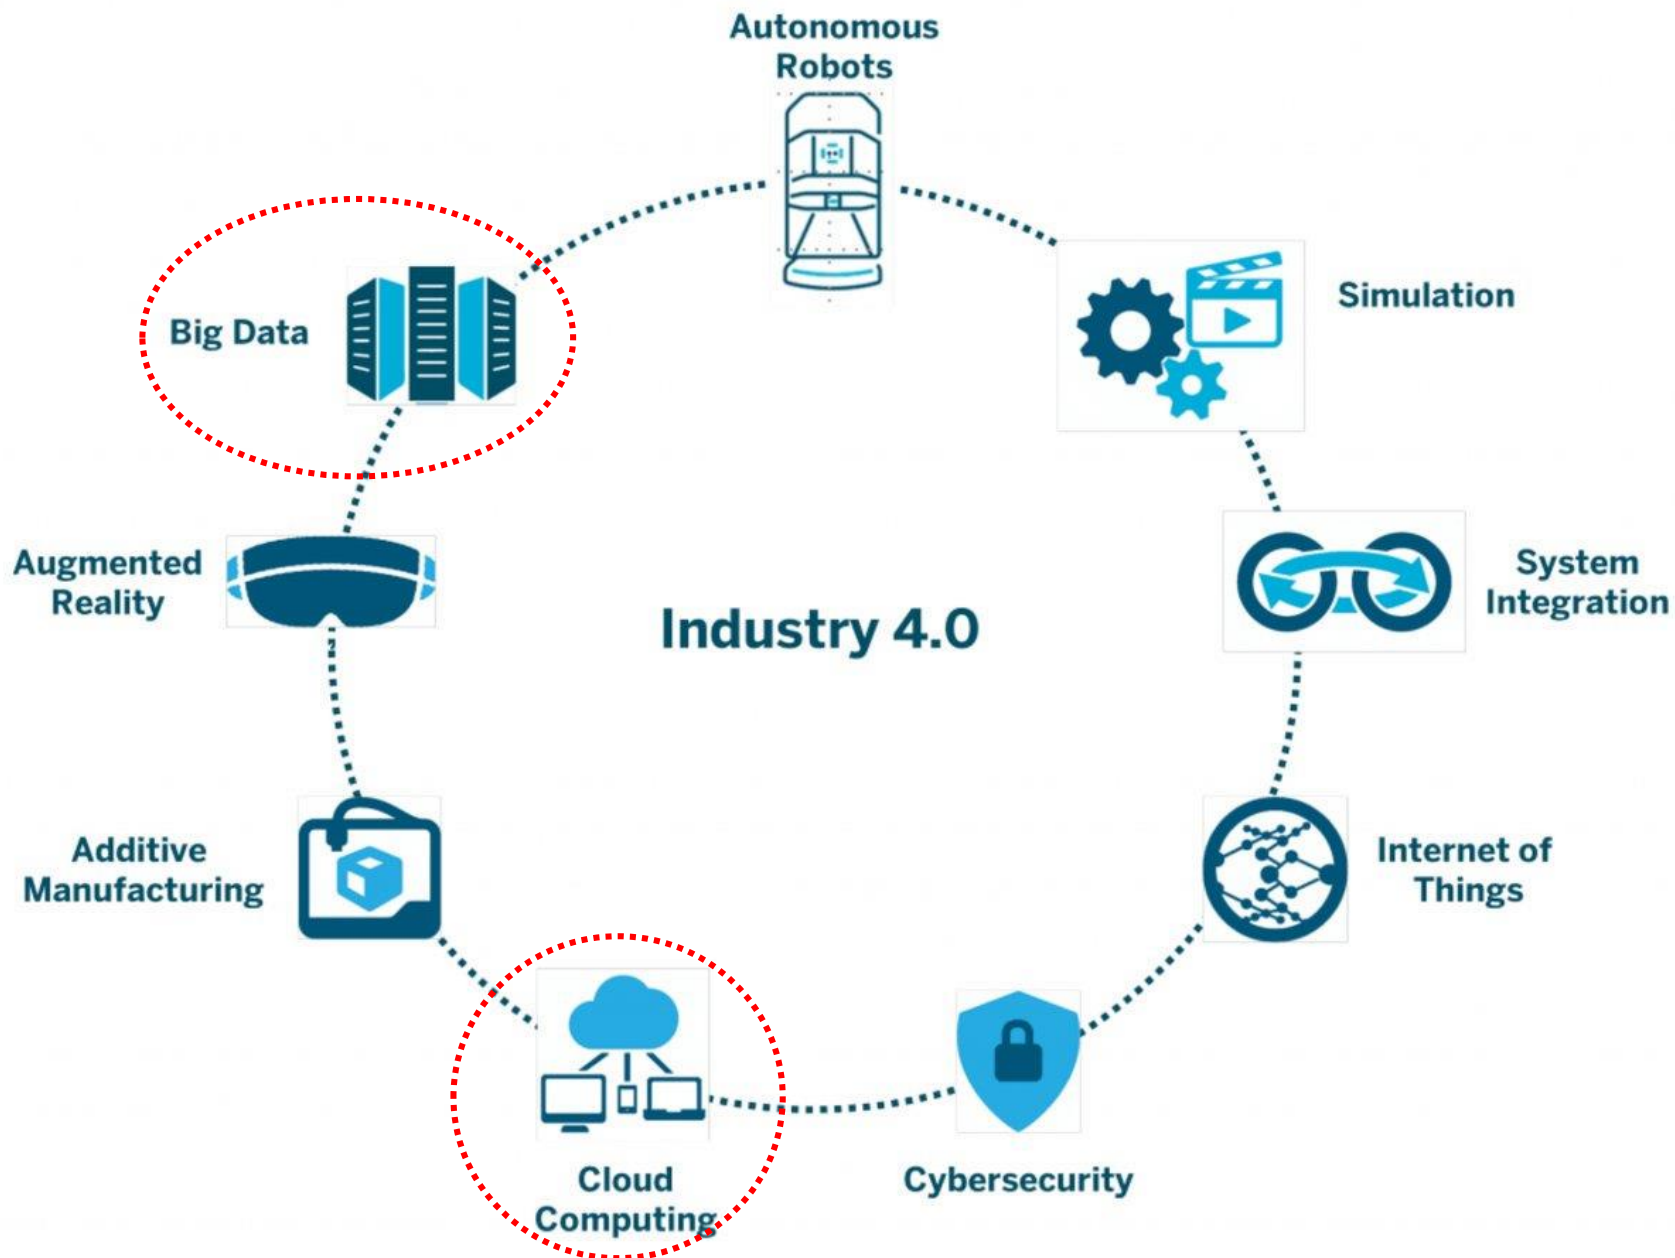 Autonomous
Robots
Big Data
Simulation
Augmented
Reality
System
Integration
Industry 4.0
Additive
Manufacturing
Internet of
Things
Cloud
Computing
Cybersecurity